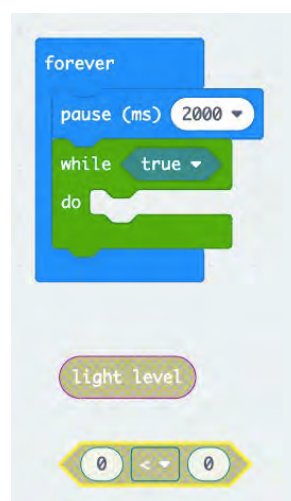 forever
pause (ms) 2000
while true
do
light level
0 < 0